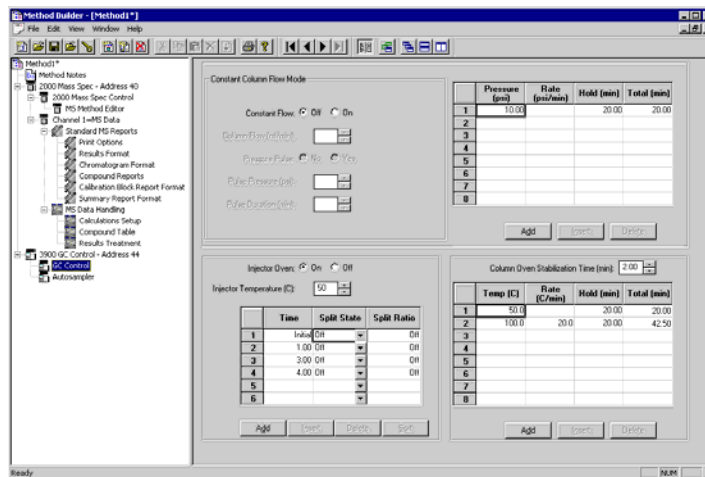 Method Builder - [Method1*]
File Edit View Window Help
Method1*
Method Notes
2000 Mass Spec - Address 40
2000 Mass Spec Control
MS Method Editor
Channel 1=MS Data
Standard MS Reports
Print Options
Results Format
Chromatogram Format
Compound Reports
Calibration Block Report Format
Summary Report Format
MS Data Handling
Calculations Setup
Compound Table
Results Treatment
3900 GC Control - Address 44
GC Control
Autosampler
Constant Column Flow Mode
Constant Flow: Off On
Column Flow (ml/min):
Pressure Pulse: No Yes
Pulse Pressure (psi):
Pulse Duration (min):
Pressure (psi) Rate (psi/min) Hold (min) Total (min)
1 10.00 20.00 20.00
2
3
4
5
6
7
8
Add Insert Delete
Injector Oven: On Off
Injector Temperature (C): 50
Time Split State Split Ratio
1 Initial Off Off
2 1.00 Off Off
3 3.00 Off Off
4 4.00 Off Off
5
6
Add Insert Delete Sort
Column Oven Stabilization Time (min): 2.00
Temp (C) Rate (C/min) Hold (min) Total (min)
1 50.0 20.00 20.00
2 100.0 20.0 20.00 42.50
3
4
5
6
7
8
Add Insert Delete
Ready
NUM